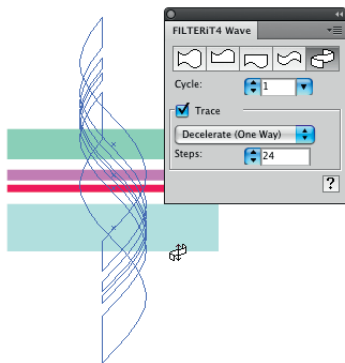 FILTERiT4 Wave
Cycle:
1
Trace
Decelerate (One Way)
Steps:
24
?